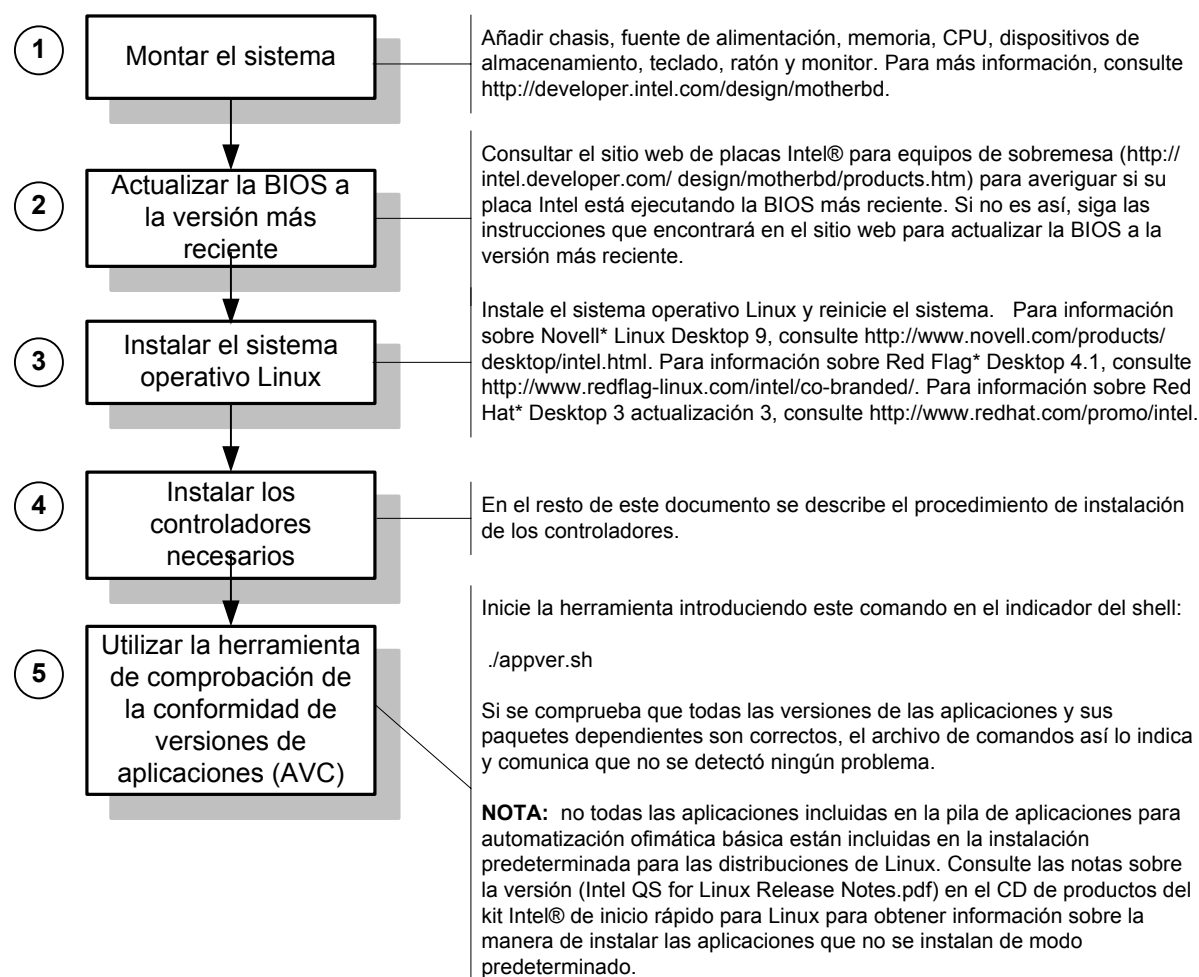 1
Montar el sistema
Añadir chasis, fuente de alimentación, memoria, CPU, dispositivos de
almacenamiento, teclado, ratón y monitor. Para más información, consulte
http://developer.intel.com/design/motherbd.
2
Actualizar la BIOS a
la versión más
reciente
Consultar el sitio web de placas Intel® para equipos de sobremesa (http://
intel.developer.com/ design/motherbd/products.htm) para averiguar si su
placa Intel está ejecutando la BIOS más reciente. Si no es así, siga las
instrucciones que encontrará en el sitio web para actualizar la BIOS a la
versión más reciente.
3
Instalar el sistema
operativo Linux
Instale el sistema operativo Linux y reinicie el sistema.   Para información
sobre Novell* Linux Desktop 9, consulte http://www.novell.com/products/
desktop/intel.html. Para información sobre Red Flag* Desktop 4.1, consulte
http://www.redflag-linux.com/intel/co-branded/. Para información sobre Red
Hat* Desktop 3 actualización 3, consulte http://www.redhat.com/promo/intel.
4
Instalar los
controladores
necesarios
En el resto de este documento se describe el procedimiento de instalación
de los controladores.
5
Utilizar la herramienta
de comprobación de
la conformidad de
versiones de
aplicaciones (AVC)
Inicie la herramienta introduciendo este comando en el indicador del shell:
./appver.sh
Si se comprueba que todas las versiones de las aplicaciones y sus
paquetes dependientes son correctos, el archivo de comandos así lo indica
y comunica que no se detectó ningún problema.
NOTA:  no todas las aplicaciones incluidas en la pila de aplicaciones para
automatización ofimática básica están incluidas en la instalación
predeterminada para las distribuciones de Linux. Consulte las notas sobre
la versión (Intel QS for Linux Release Notes.pdf) en el CD de productos del
kit Intel® de inicio rápido para Linux para obtener información sobre la
manera de instalar las aplicaciones que no se instalan de modo
predeterminado.